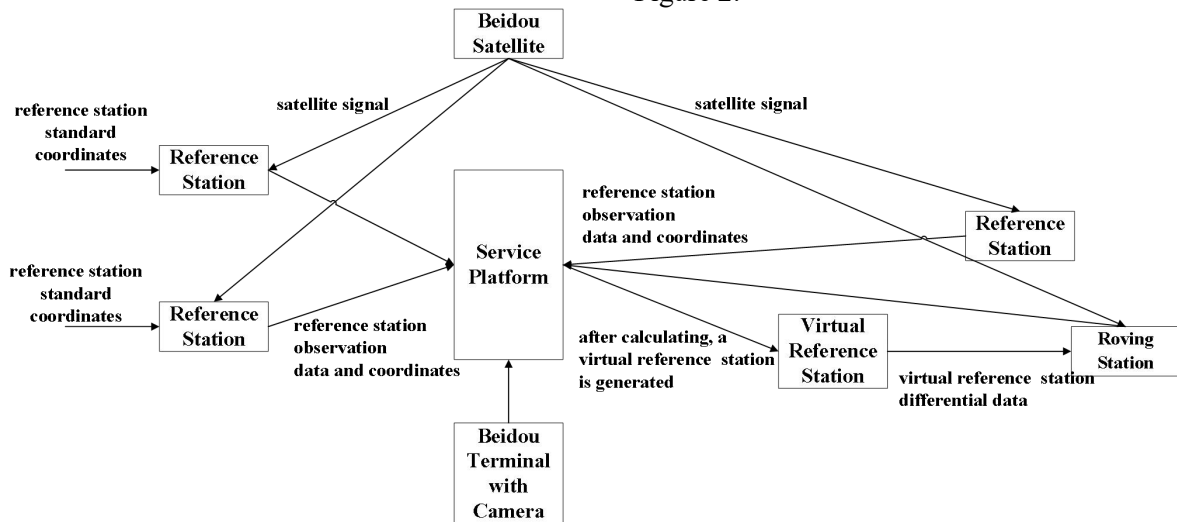 Figure 2.
Beidou
Satellite
satellite signal
satellite signal
reference station
standard
coordinates
Reference
Station
reference station
observation
data and coordinates
Reference
Station
Service
Platform
reference station
standard
coordinates
Reference
Station
reference station
observation
data and coordinates
after calculating, a
virtual reference station
is generated
Virtual
Reference
Station
Roving
Station
virtual reference station
differential data
Beidou
Terminal
with
Camera